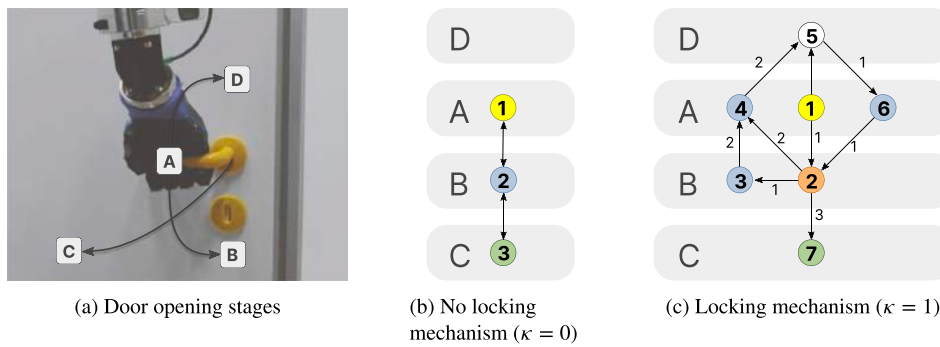 D
A
C
B
(a) Door opening stages
D
A
1
B
2
C
3
(b) No locking
mechanism (κ = 0)
D
5
2
1
A
4
1
6
2
2
1
1
B
3
1
2
3
C
7
(c) Locking mechanism (κ = 1)